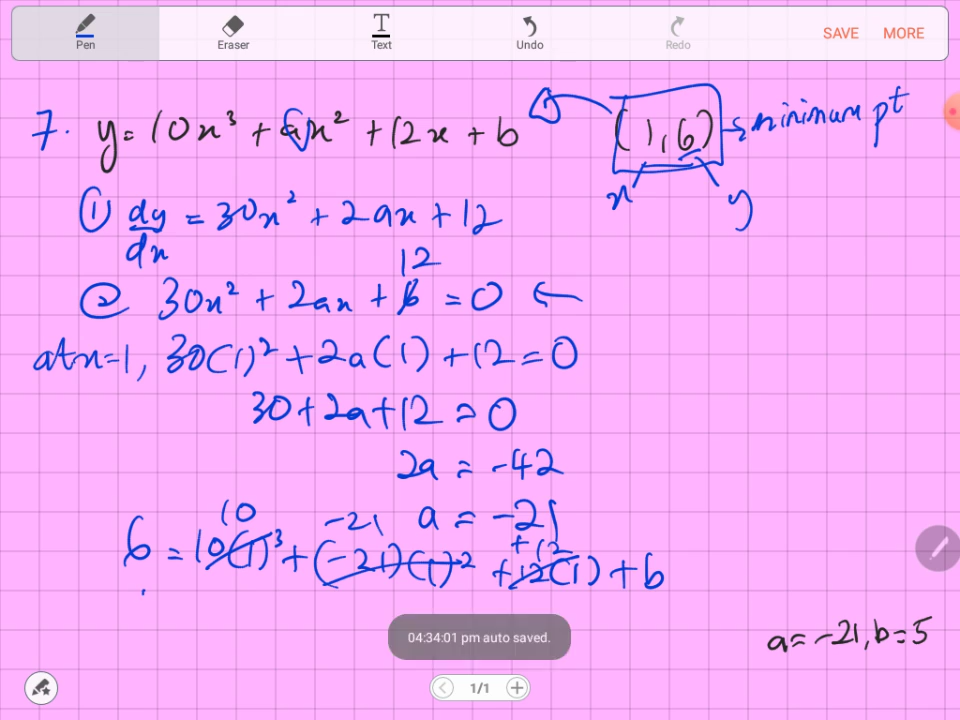 Pen Eraser Text Undo Redo SAVE MORE
7. y = 10x³ + ax² + 12x + b (1, 6) → minimum pt
x y
① dy/dx = 30x² + 2ax + 12
12
② 30x² + 2ax + 6 = 0 ←
at x=1, 30(1)² + 2a(1) + 12 = 0
30 + 2a + 12 = 0
2a = -42
a = -21
10 -21 +12
6 = 10(1)³ + (-21)(1)² + 12(1) + b
04:34:01 pm auto saved.
a = -21, b = 5
1/1